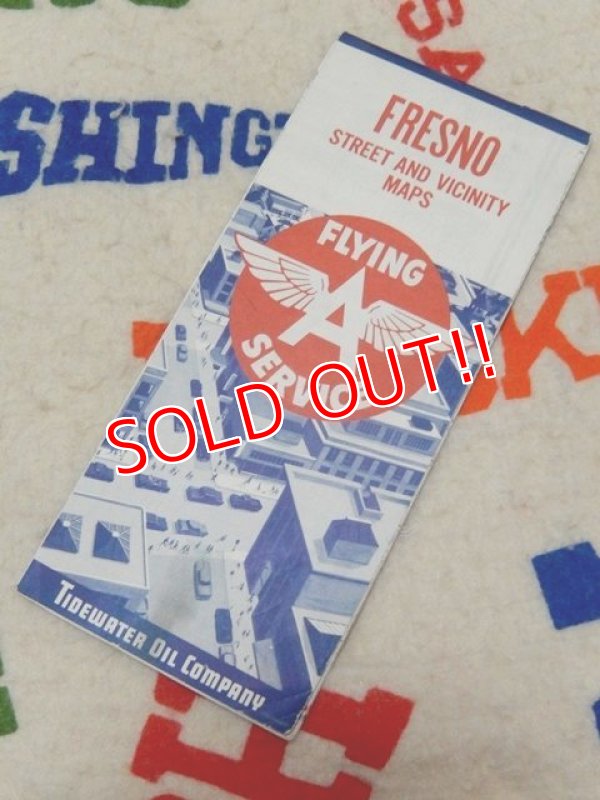 SHING
FRESNO
STREET AND VICINITY
MAPS
FLYING
A
SERVICE
SOLD OUT!!
TIDEWATER OIL COMPANY